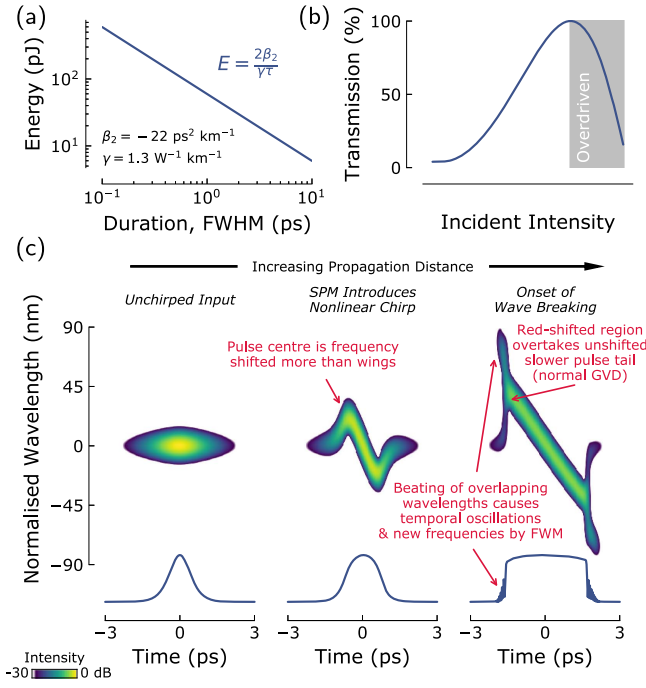 (a)
Energy (pJ)
10²
10¹
E = 2β₂/γτ
β₂ = −22 ps² km⁻¹
γ = 1.3 W⁻¹ km⁻¹
10⁻¹ 10⁰ 10¹
Duration, FWHM (ps)
(b)
Transmission (%)
100
50
0
Overdriven
Incident Intensity
(c)
Increasing Propagation Distance
Unchirped Input
SPM Introduces
Nonlinear Chirp
Onset of
Wave Breaking
Normalised Wavelength (nm)
90
45
0
−45
−90
Pulse centre is frequency
shifted more than wings
Red-shifted region
overtakes unshifted
slower pulse tail
(normal GVD)
Beating of overlapping
wavelengths causes
temporal oscillations
& new frequencies by FWM
−3 0 3
Time (ps)
−3 0 3
Time (ps)
−3 0 3
Time (ps)
Intensity
-30 0 dB